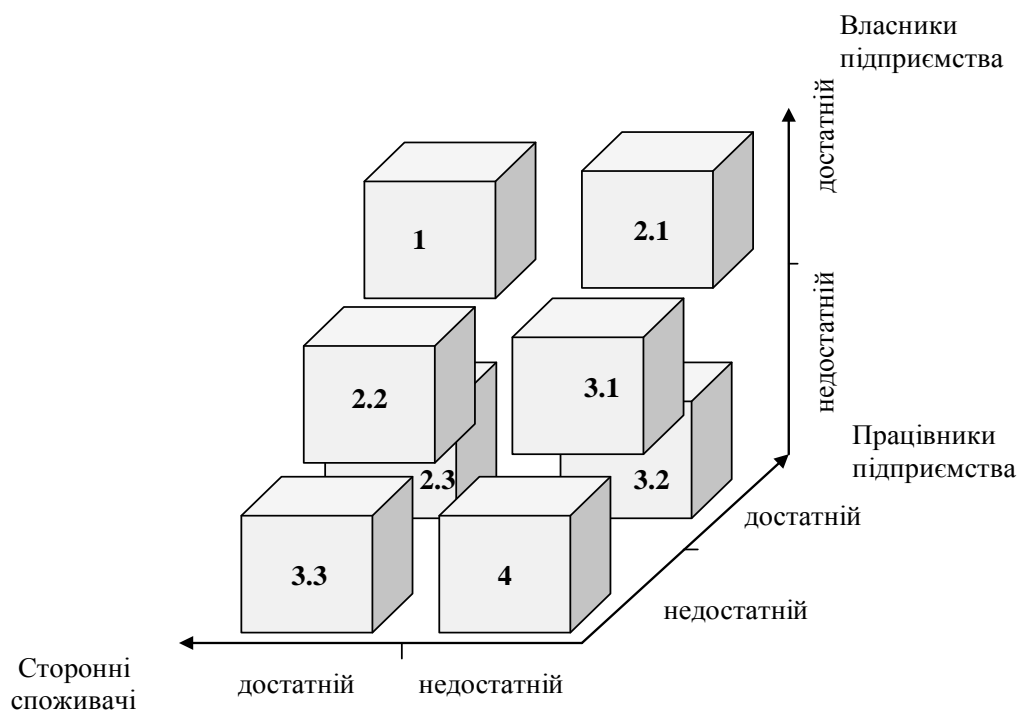 Власники
підприємства
достатній
1
2.1
недостатній
2.2
3.1
Працівники
підприємства
2.3
3.2
достатній
3.3
4
недостатній
Сторонні
споживачі
достатній
недостатній